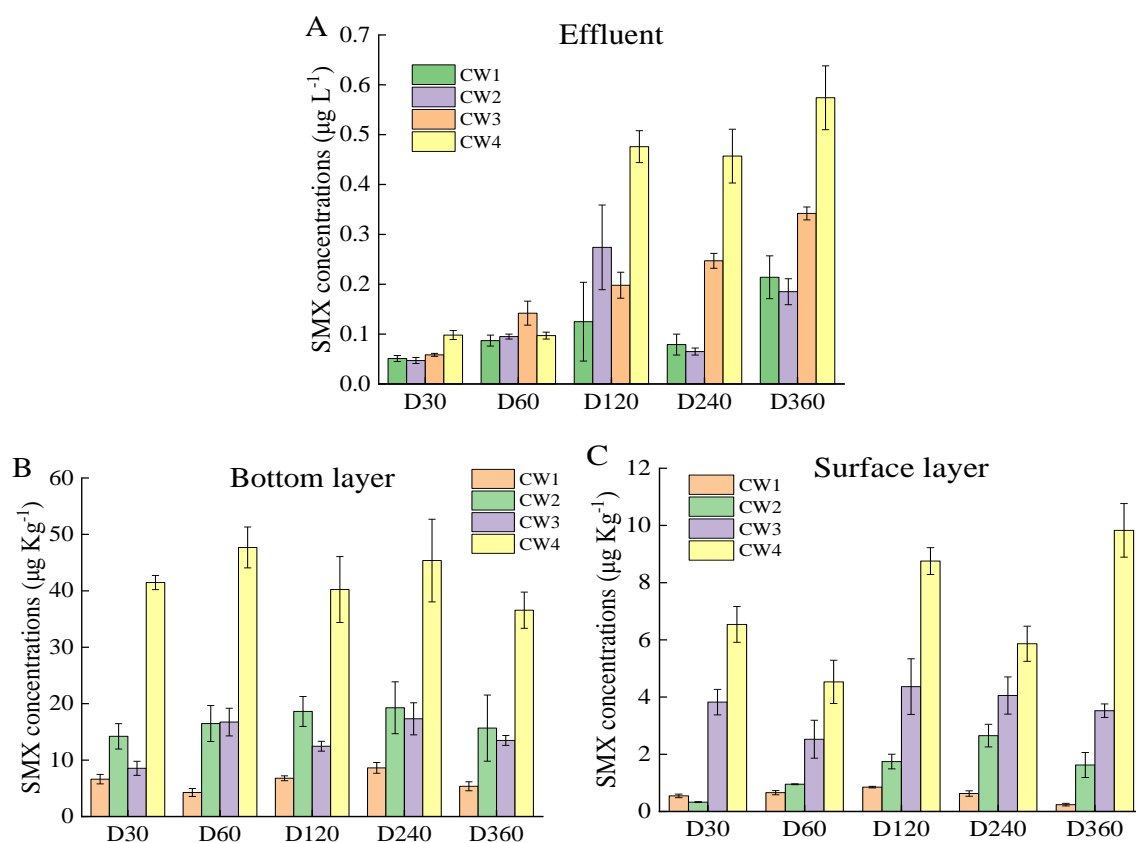 A
Effluent
SMX concentrations (μg L⁻¹)
0.7
0.6
0.5
0.4
0.3
0.2
0.1
0.0
CW1
CW2
CW3
CW4
D30 D60 D120 D240 D360
B
Bottom layer
SMX concentrations (μg Kg⁻¹)
60
50
40
30
20
10
0
CW1
CW2
CW3
CW4
D30 D60 D120 D240 D360
C
Surface layer
SMX concentrations (μg Kg⁻¹)
12
10
8
6
4
2
0
CW1
CW2
CW3
CW4
D30 D60 D120 D240 D360